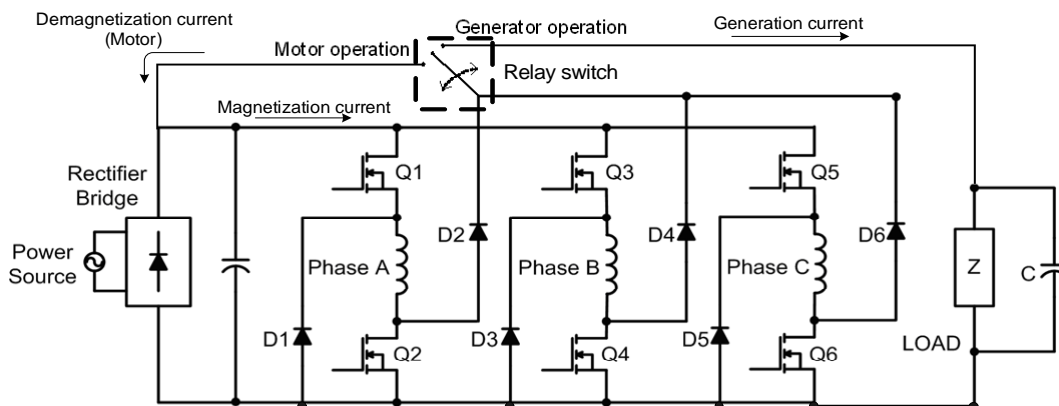 Demagnetization current
(Motor)
Generator operation
Generation current
Motor operation
Relay switch
Magnetization current
Rectifier
Bridge
Power
Source
Q1
Q3
Q5
D2
D4
D6
Phase A
Phase B
Phase C
Z
C
D1
D3
D5
Q2
Q4
Q6
LOAD